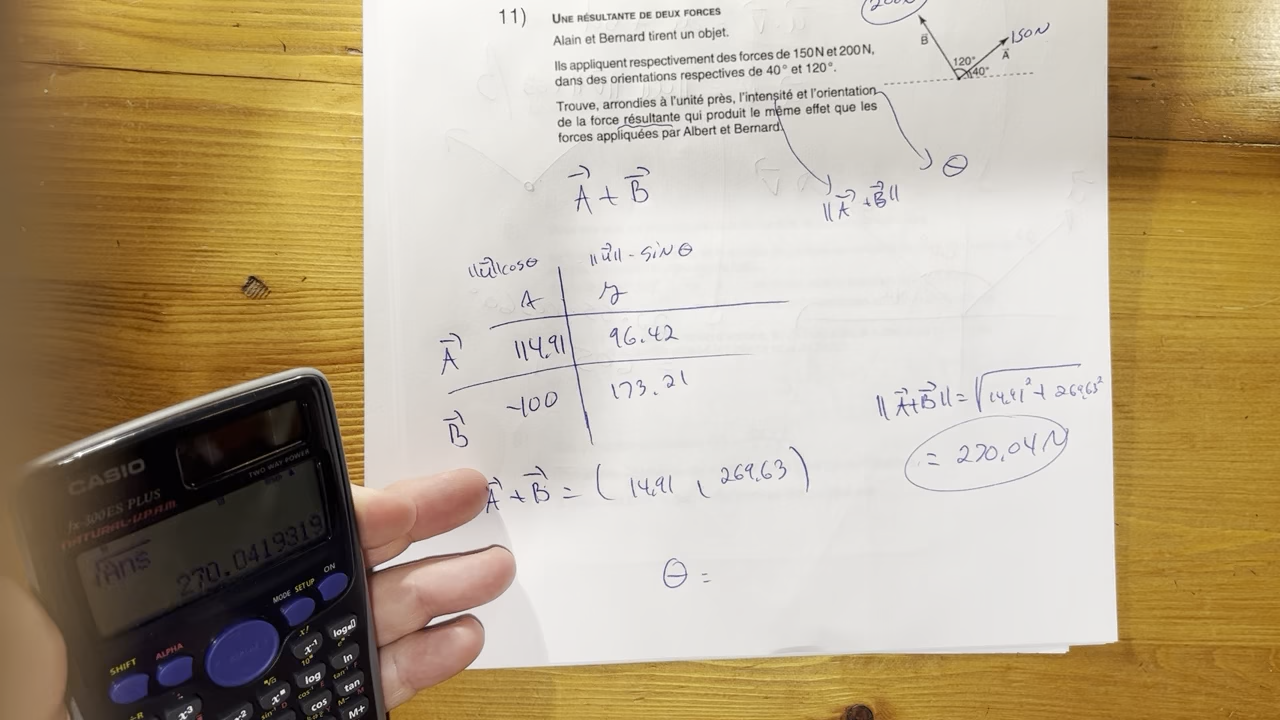 11) UNE RÉSULTANTE DE DEUX FORCES
Alain et Bernard tirent un objet.
Ils appliquent respectivement des forces de 150 N et 200 N,
dans des orientations respectives de 40° et 120°.
Trouve, arrondies à l'unité près, l'intensité et l'orientation
de la force résultante qui produit le même effet que les
forces appliquées par Albert et Bernard.
B
150N
A
120°
40°
θ
||A+B||
A + B
||u||cosθ ||u|| · sinθ
y
A 114.91 96.42
B -100 173.21
||A+B|| = √14.91² + 269.63²
= 270,04 N
A + B = ( 14.91 , 269.63 )
θ =
CASIO
TWO WAY POWER
fx-300ES PLUS
NATURAL-V.P.A.M.
√Ans
270.0419319
MODE SETUP ON
SHIFT ALPHA
x! x⁻¹ log
log ln
cos tan
M+